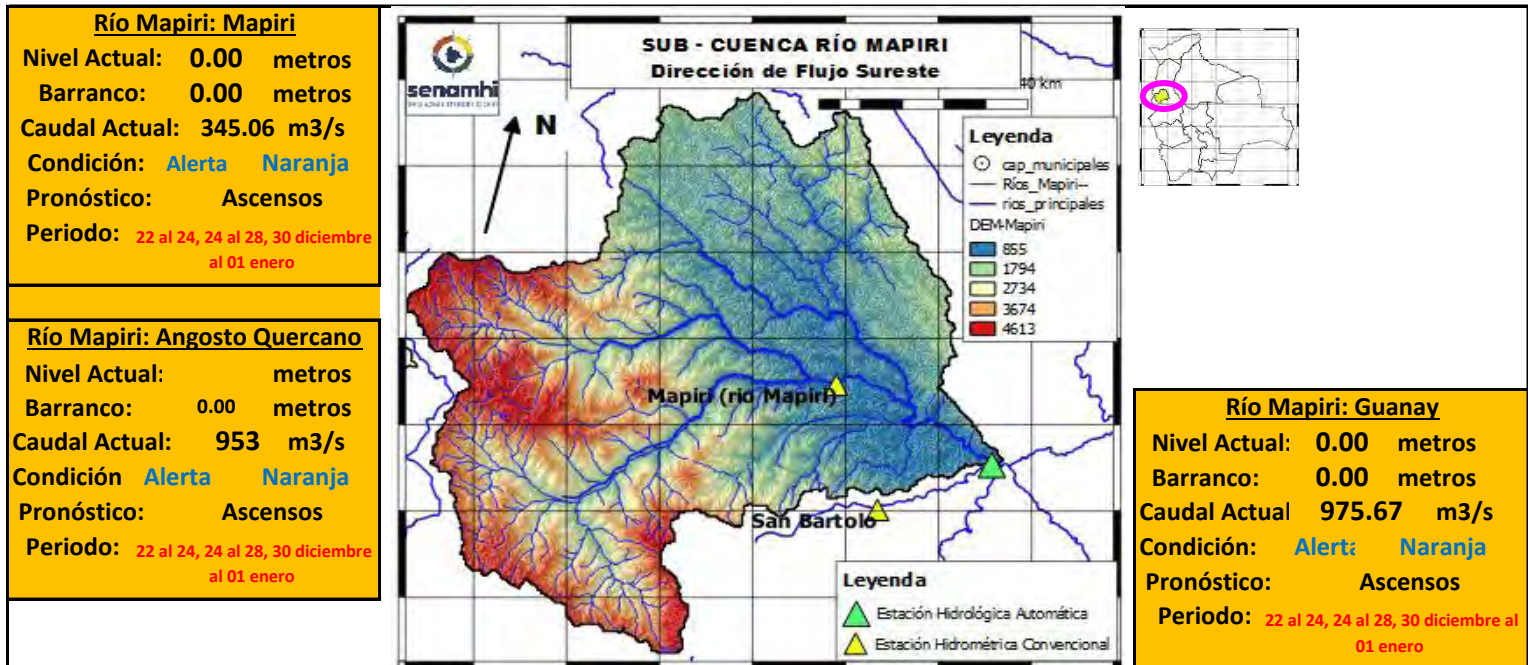 Río Mapiri: Mapiri
Nivel Actual: 0.00 metros
Barranco: 0.00 metros
Caudal Actual: 345.06 m3/s
Condición: Alerta Naranja
Pronóstico: Ascensos
Periodo: 22 al 24, 24 al 28, 30 diciembre
al 01 enero
Río Mapiri: Angosto Quercano
Nivel Actual: metros
Barranco: 0.00 metros
Caudal Actual: 953 m3/s
Condición Alerta Naranja
Pronóstico: Ascensos
Periodo: 22 al 24, 24 al 28, 30 diciembre
al 01 enero
senamhi
SUB - CUENCA RÍO MAPIRI
Dirección de Flujo Sureste
40 km
N
Leyenda
cap_municipales
Ríos_Mapiri--
rios_principales
DEM-Mapiri
855
1794
2734
3674
4613
Mapiri (rio Mapiri)
San Bartolo
Leyenda
Estación Hidrológica Automática
Estación Hidrométrica Convencional
Río Mapiri: Guanay
Nivel Actual: 0.00 metros
Barranco: 0.00 metros
Caudal Actual 975.67 m3/s
Condición: Alerta Naranja
Pronóstico: Ascensos
Periodo: 22 al 24, 24 al 28, 30 diciembre al
01 enero